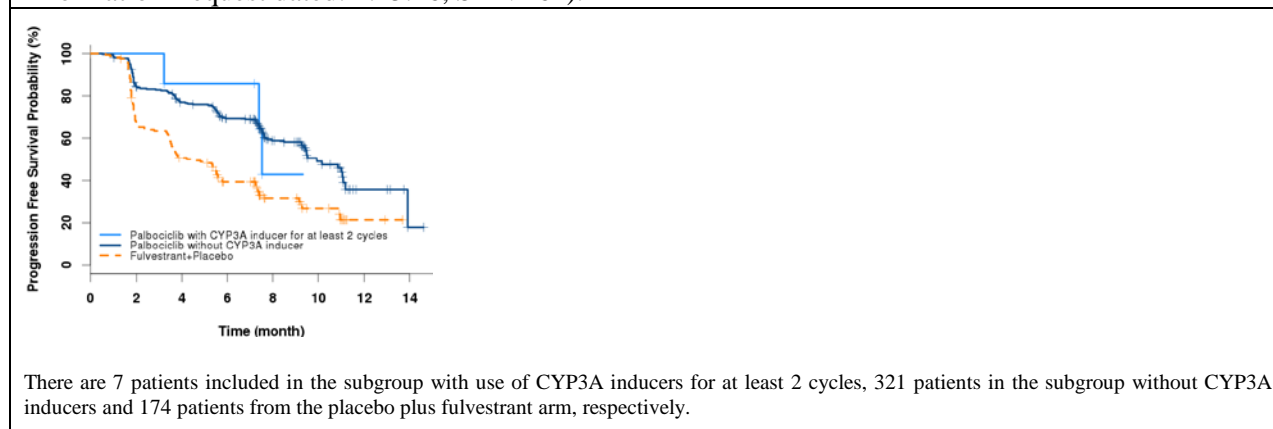 Progression Free Survival Probability (%)
100
80
60
40
20
0
Palbociclib with CYP3A inducer for at least 2 cycles
Palbociclib without CYP3A inducer
Fulvestrant+Placebo
0 2 4 6 8 10 12 14
Time (month)
There are 7 patients included in the subgroup with use of CYP3A inducers for at least 2 cycles, 321 patients in the subgroup without CYP3A
inducers and 174 patients from the placebo plus fulvestrant arm, respectively.